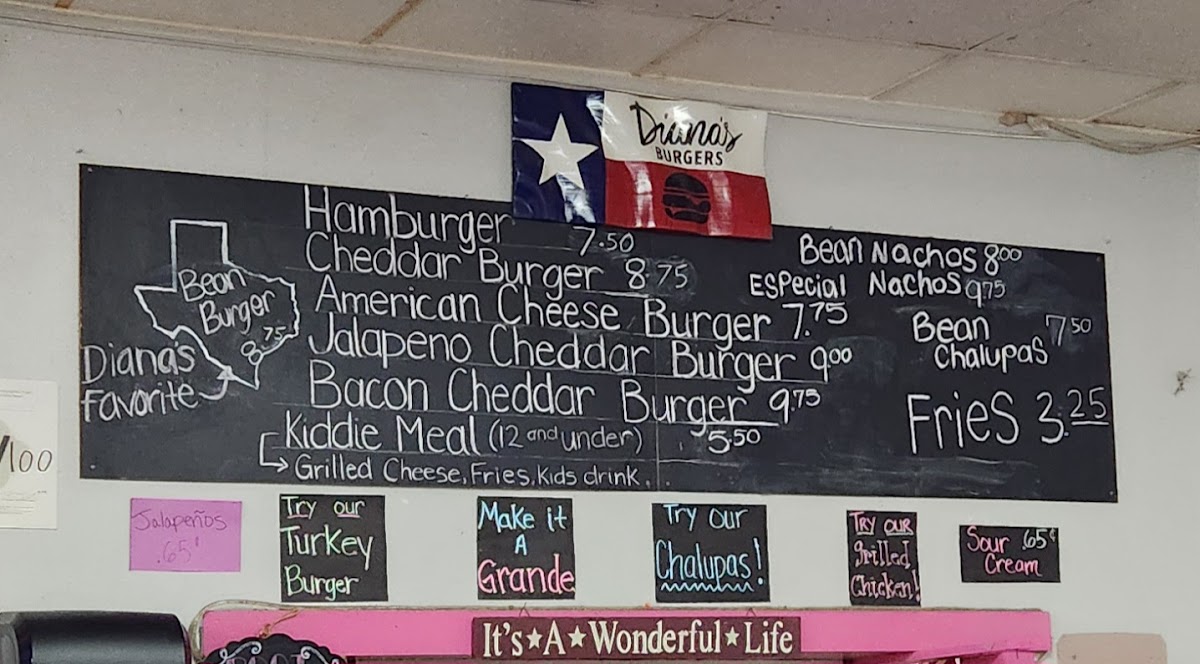 Diana's
BURGERS
Hamburger 7.50
Cheddar Burger 8.75
American Cheese Burger 7.75
Jalapeno Cheddar Burger 9.00
Bacon Cheddar Burger 9.75
Kiddie Meal (12 and under) 5.50
Grilled Cheese, Fries, Kids drink
Bean
Burger
8.75
Diana's
Favorite
Bean Nachos 8.00
Especial Nachos 9.75
Bean
Chalupas 7.50
Fries 3.25
/100
Jalapeños
.65¢
Try our
Turkey
Burger
Make it
A
Grande
Try our
Chalupas!
Try our
grilled
Chicken!
Sour .65¢
Cream
It's★A★Wonderful★Life